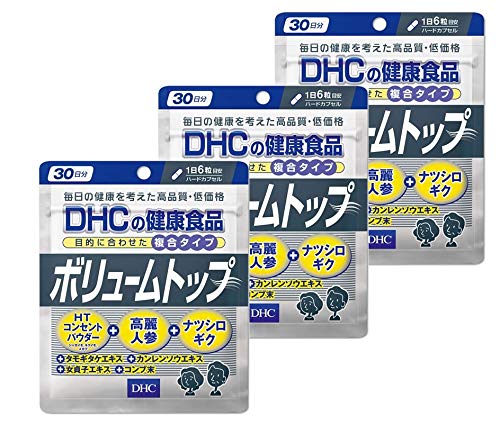 30日分
1日6粒目安
ハードカプセル
毎日の健康を考えた高品質・低価格
DHCの健康食品
目的に合わせた 複合タイプ
ボリュームトップ
HT
コンセント
パウダー
+
高麗
人参
+
ナツシロ
ギク
+タモギタケエキス +カンレンソウエキス
+女貞子エキス +コンブ末
DHC
30日分
1日6粒目安
ハードカプセル
毎日の健康を考えた高品質・低価格
DHCの健康食品
わせた 複合タイプ
ームトップ
高麗
人参
+
ナツシロ
ギク
+カンレンソウエキス
ンブ末
30日分
1日6粒目安
ハードカプセル
毎日の健康を考えた高品質・低価格
DHCの健康食品
せた 複合タイプ
ームトップ
高麗
人参
+
ナツシロ
ギク
カンレンソウエキス
ンブ末
DHC